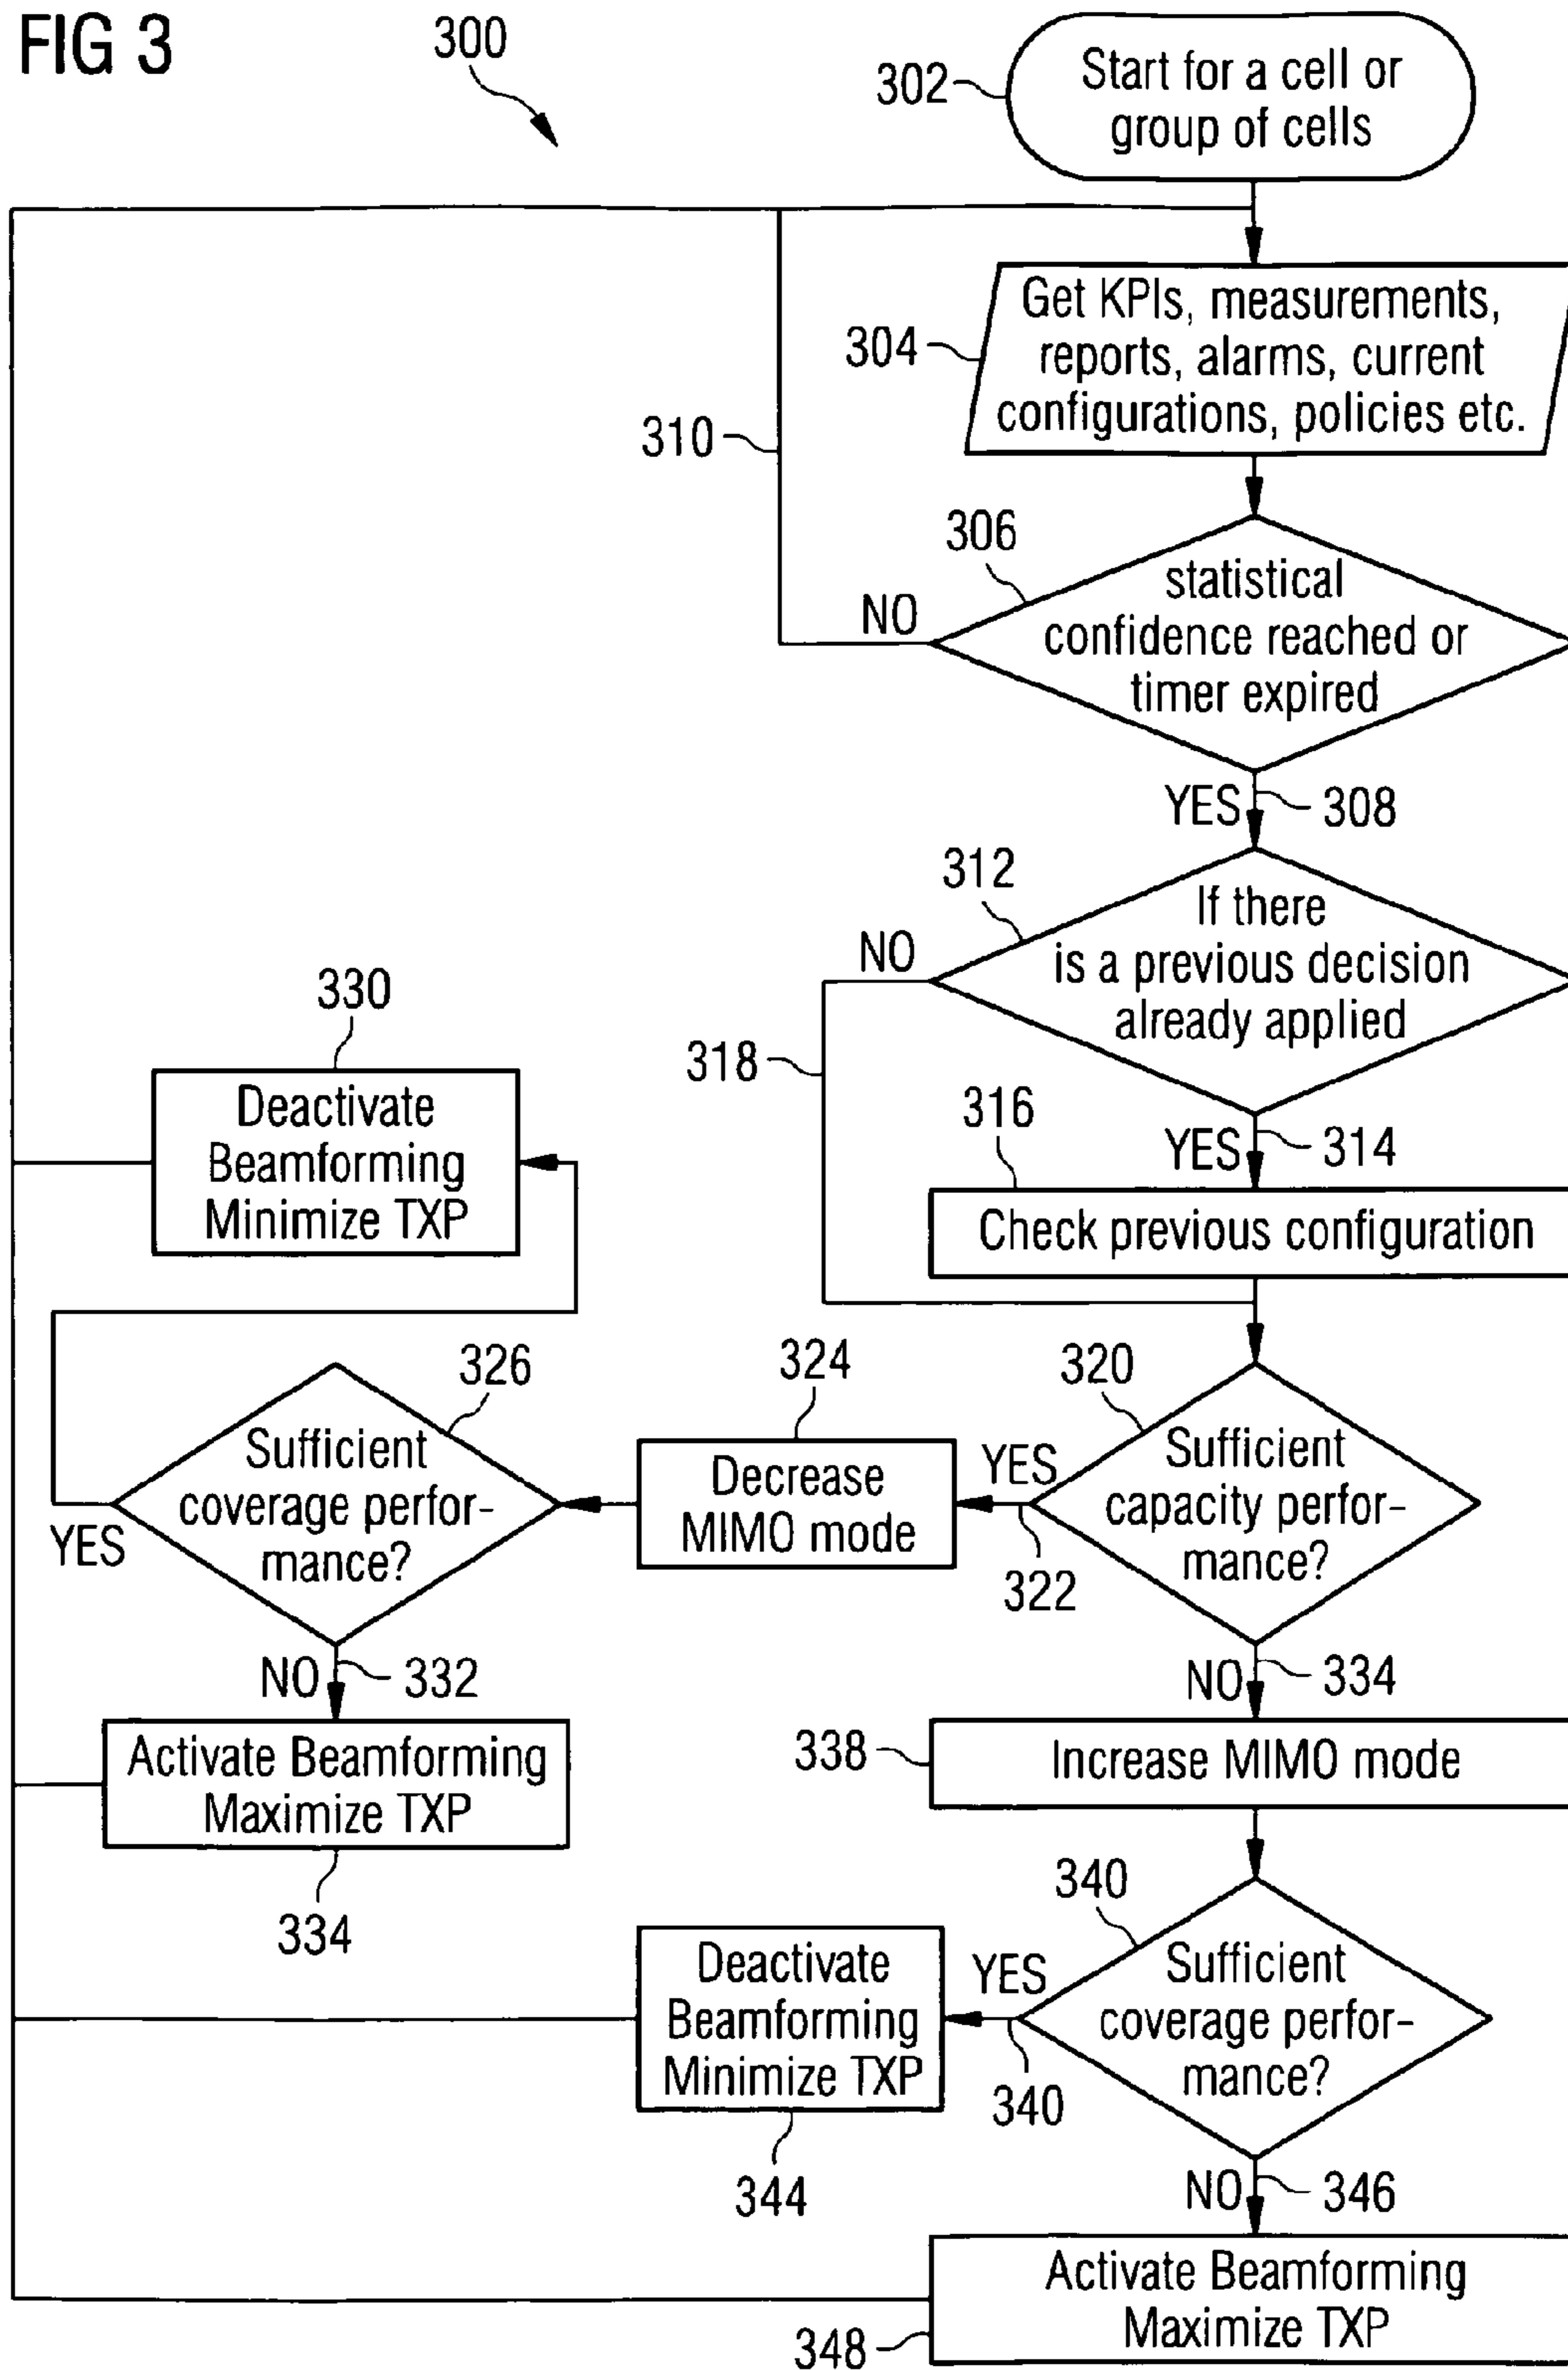 FIG 3
300
302
Start for a cell or
group of cells
304
Get KPIs, measurements,
reports, alarms, current
configurations, policies etc.
310
306
NO
statistical
confidence reached or
timer expired
YES
308
312
NO
If there
is a previous decision
already applied
318
330
Deactivate
Beamforming
Minimize TXP
316
YES
314
Check previous configuration
326
324
320
Sufficient
coverage perfor-
mance?
YES
Decrease
MIMO mode
YES
322
Sufficient
capacity perfor-
mance?
NO
332
NO
334
Activate Beamforming
Maximize TXP
334
338
Increase MIMO mode
340
Deactivate
Beamforming
Minimize TXP
344
YES
340
Sufficient
coverage perfor-
mance?
NO
346
Activate Beamforming
Maximize TXP
348